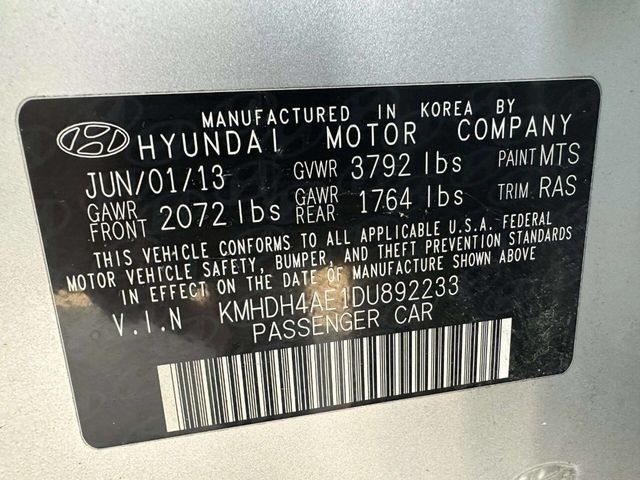 MANUFACTURED IN KOREA BY
HYUNDAI MOTOR COMPANY
JUN/01/13 GVWR 3792 lbs PAINT MTS
GAWR FRONT 2072 lbs GAWR REAR 1764 lbs TRIM RAS
THIS VEHICLE CONFORMS TO ALL APPLICABLE U.S.A. FEDERAL
MOTOR VEHICLE SAFETY, BUMPER, AND THEFT PREVENTION STANDARDS
IN EFFECT ON THE DATE OF MANUFACTURE SHOWN ABOVE
V.I.N KMHDH4AE1DU892233
PASSENGER CAR